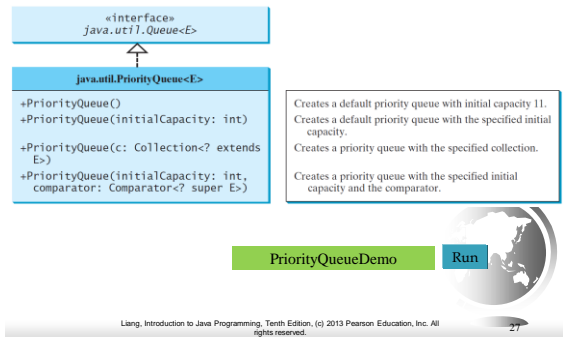 «interface»
java.util.Queue<E>
java.util.PriorityQueue<E>
+PriorityQueue()
+PriorityQueue(initialCapacity: int)
+PriorityQueue(c: Collection<? extends
E>)
+PriorityQueue(initialCapacity: int,
comparator: Comparator<? super E>)
Creates a default priority queue with initial capacity 11.
Creates a default priority queue with the specified initial
capacity.
Creates a priority queue with the specified collection.
Creates a priority queue with the specified initial
capacity and the comparator.
PriorityQueueDemo
Run
Liang, Introduction to Java Programming, Tenth Edition, (c) 2013 Pearson Education, Inc. All
rights reserved.
27